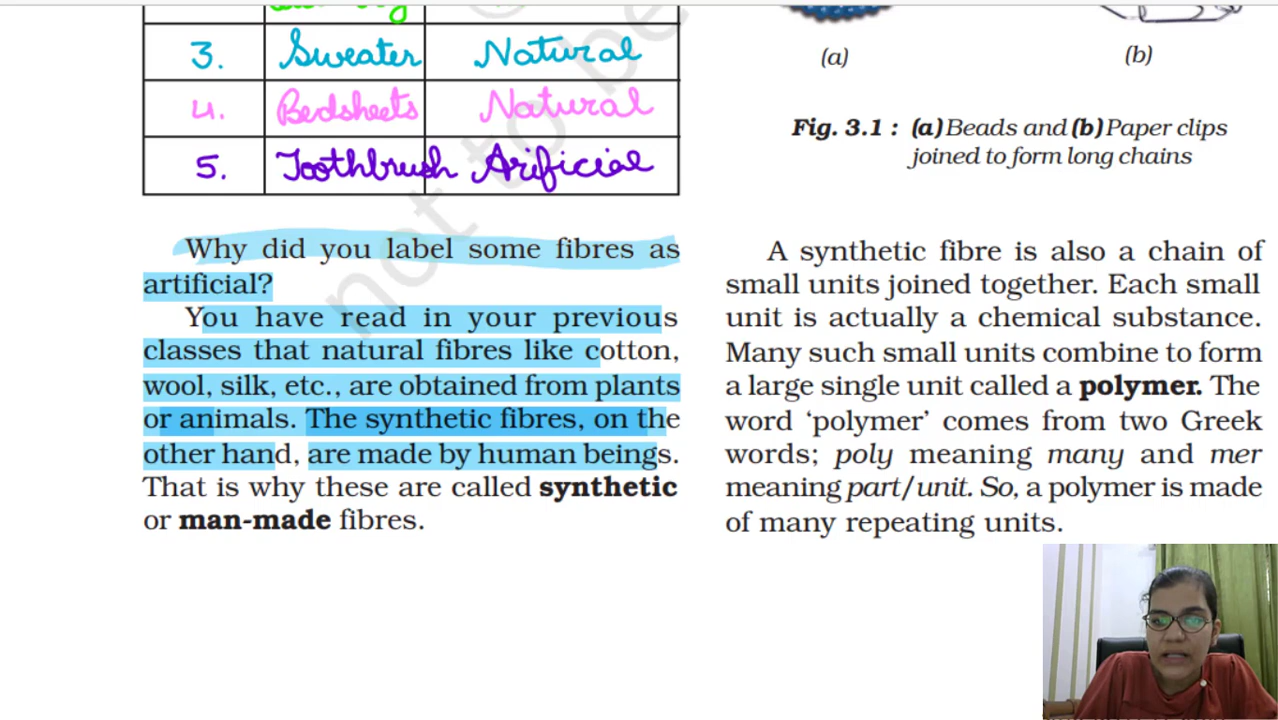 3. Sweater Natural
4. Bedsheets Natural
5. Toothbrush Arificial
Why did you label some fibres as
artificial?
You have read in your previous
classes that natural fibres like cotton,
wool, silk, etc., are obtained from plants
or animals. The synthetic fibres, on the
other hand, are made by human beings.
That is why these are called synthetic
or man-made fibres.
(a) (b)
Fig. 3.1 : (a) Beads and (b) Paper clips
joined to form long chains
A synthetic fibre is also a chain of
small units joined together. Each small
unit is actually a chemical substance.
Many such small units combine to form
a large single unit called a polymer. The
word ‘polymer’ comes from two Greek
words; poly meaning many and mer
meaning part/unit. So, a polymer is made
of many repeating units.
not to be